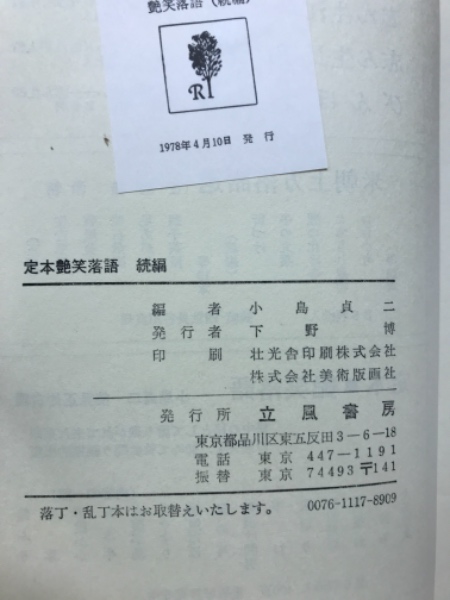 艶笑落語(続編)
R
1978年4月10日 発行
定本艶笑落語 続編
編者 小島貞二
発行者 下野博
印刷 壮光舎印刷株式会社
株式会社美術版画社
発行所 立風書房
東京都品川区東五反田3-6-18
電話 東京 447-1191
振替 東京 74493 〒141
落丁・乱丁本はお取替えいたします。 0076-1117-8909